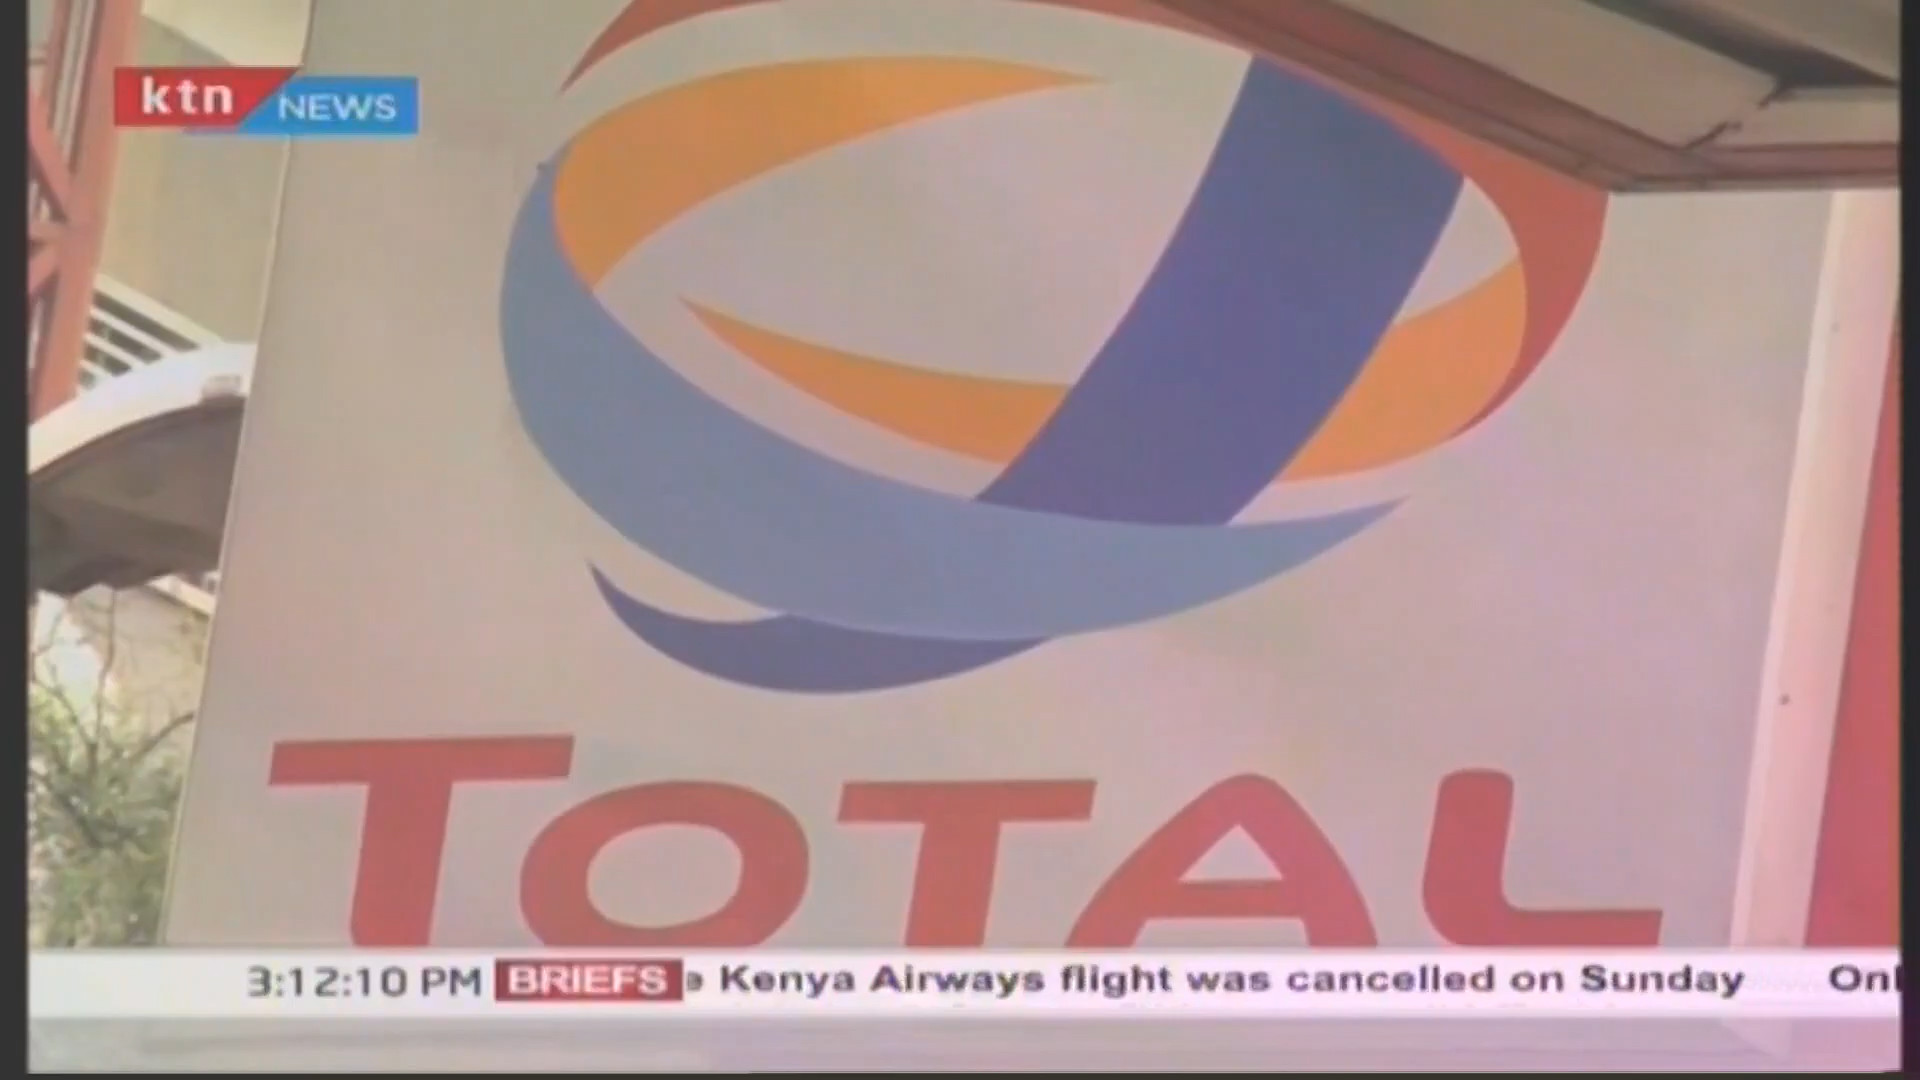 ktn NEWS
TOTAL
3:12:10 PM BRIEFS Kenya Airways flight was cancelled on Sunday